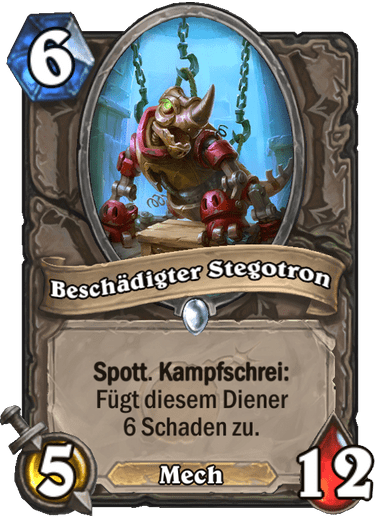 6
Beschädigter Stegotron
Spott. Kampfschrei:
Fügt diesem Diener
6 Schaden zu.
5
Mech
12